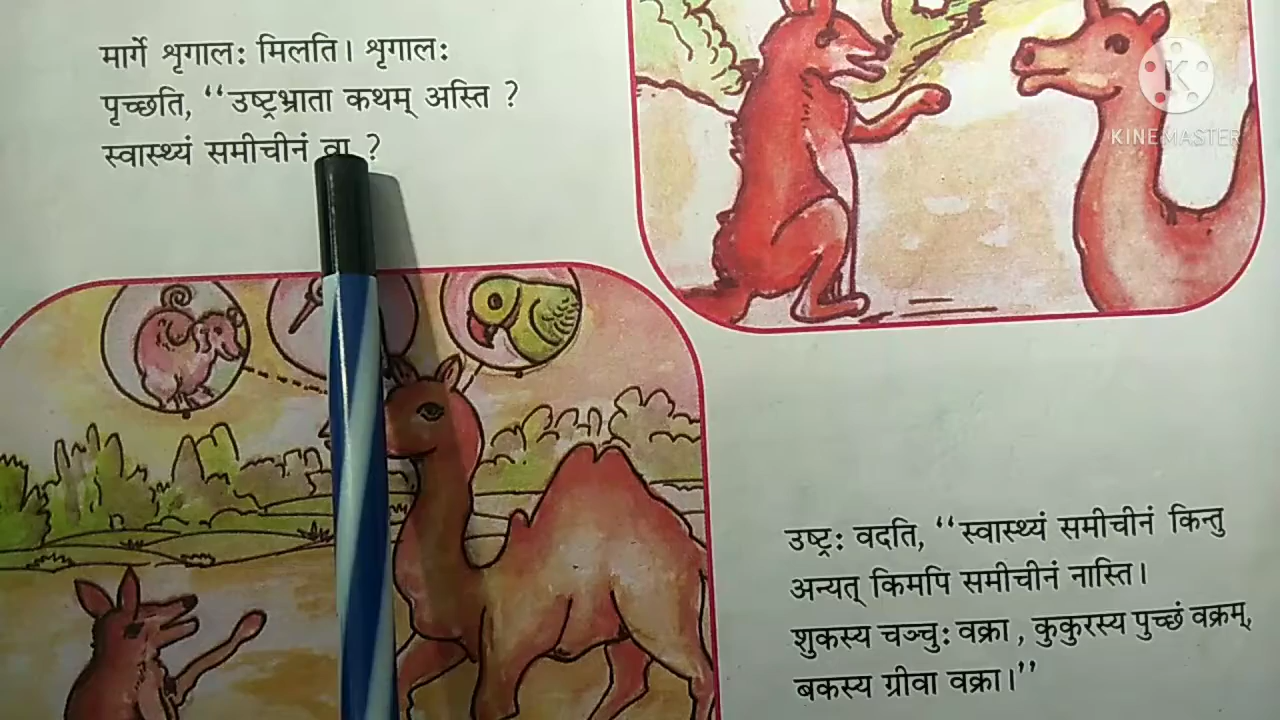 मार्गे शृगालः मिलति। शृगालः
पृच्छति, “उष्ट्रभ्राता कथम् अस्ति ?
स्वास्थ्यं समीचीनं वा ?
उष्ट्रः वदति, “स्वास्थ्यं समीचीनं किन्तु
अन्यत् किमपि समीचीनं नास्ति।
शुकस्य चञ्चुः वक्रा, कुकुरस्य पुच्छं वक्रम्,
बकस्य ग्रीवा वक्रा।”
K
KINEMASTER